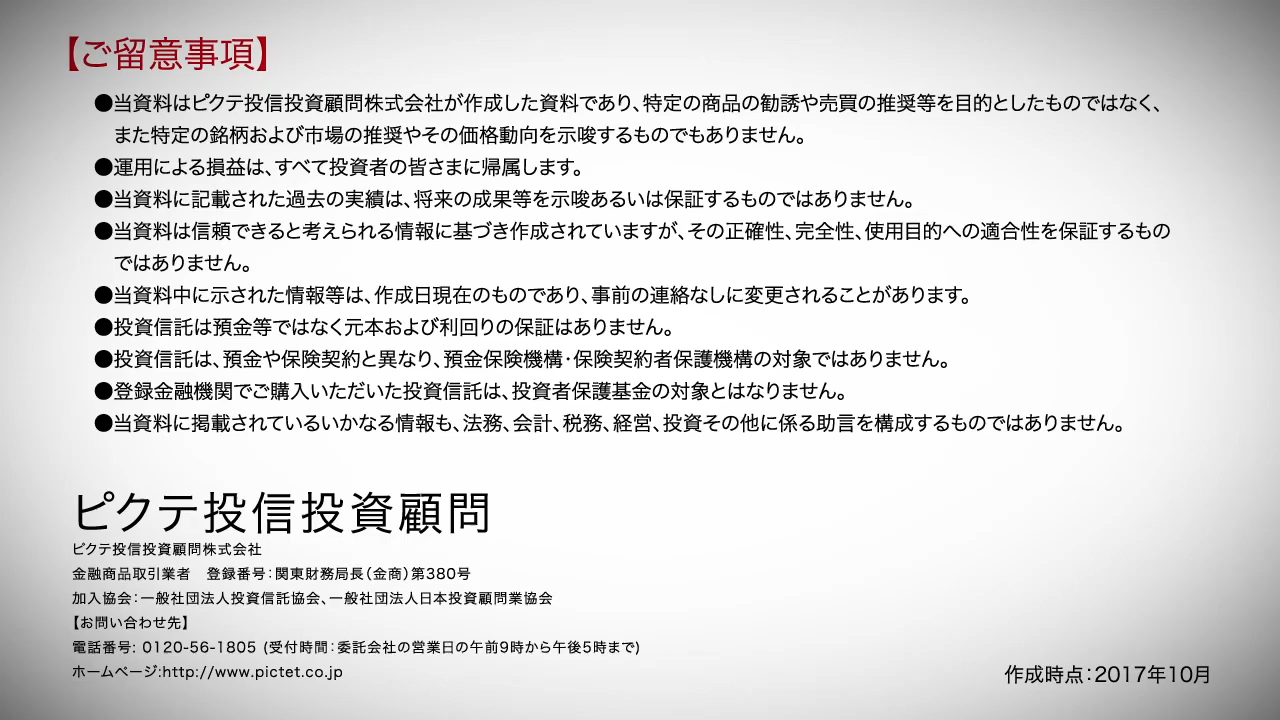 【ご留意事項】
●当資料はピクテ投信投資顧問株式会社が作成した資料であり、特定の商品の勧誘や売買の推奨等を目的としたものではなく、
また特定の銘柄および市場の推奨やその価格動向を示唆するものでもありません。
●運用による損益は、すべて投資者の皆さまに帰属します。
●当資料に記載された過去の実績は、将来の成果等を示唆あるいは保証するものではありません。
●当資料は信頼できると考えられる情報に基づき作成されていますが、その正確性、完全性、使用目的への適合性を保証するもの
ではありません。
●当資料中に示された情報等は、作成日現在のものであり、事前の連絡なしに変更されることがあります。
●投資信託は預金等ではなく元本および利回りの保証はありません。
●投資信託は、預金や保険契約と異なり、預金保険機構・保険契約者保護機構の対象ではありません。
●登録金融機関でご購入いただいた投資信託は、投資者保護基金の対象とはなりません。
●当資料に掲載されているいかなる情報も、法務、会計、税務、経営、投資その他に係る助言を構成するものではありません。
ピクテ投信投資顧問
ピクテ投信投資顧問株式会社
金融商品取引業者　登録番号：関東財務局長（金商）第380号
加入協会：一般社団法人投資信託協会、一般社団法人日本投資顧問業協会
【お問い合わせ先】
電話番号: 0120-56-1805 (受付時間：委託会社の営業日の午前9時から午後5時まで)
ホームページ:http://www.pictet.co.jp
作成時点：2017年10月